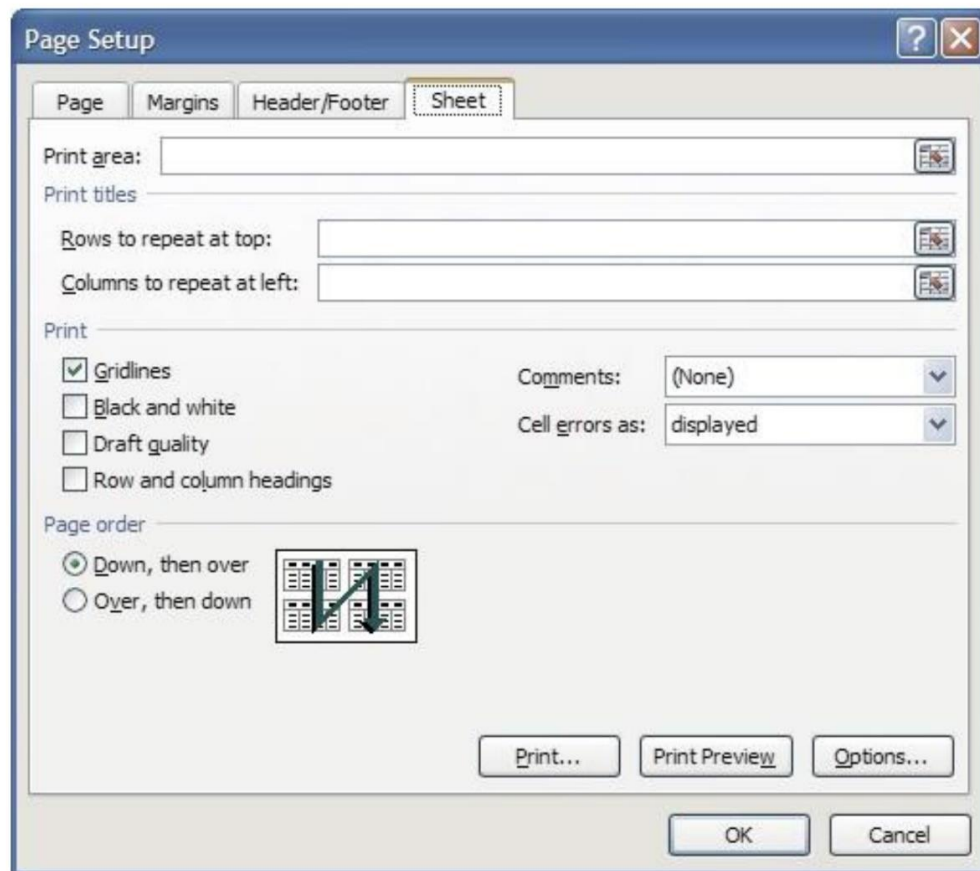 Page Setup
Page Margins Header/Footer Sheet
Print area:
Print titles
Rows to repeat at top:
Columns to repeat at left:
Print
Gridlines
Comments: (None)
Black and white
Cell errors as: displayed
Draft quality
Row and column headings
Page order
Down, then over
Over, then down
Print... Print Preview Options...
OK Cancel